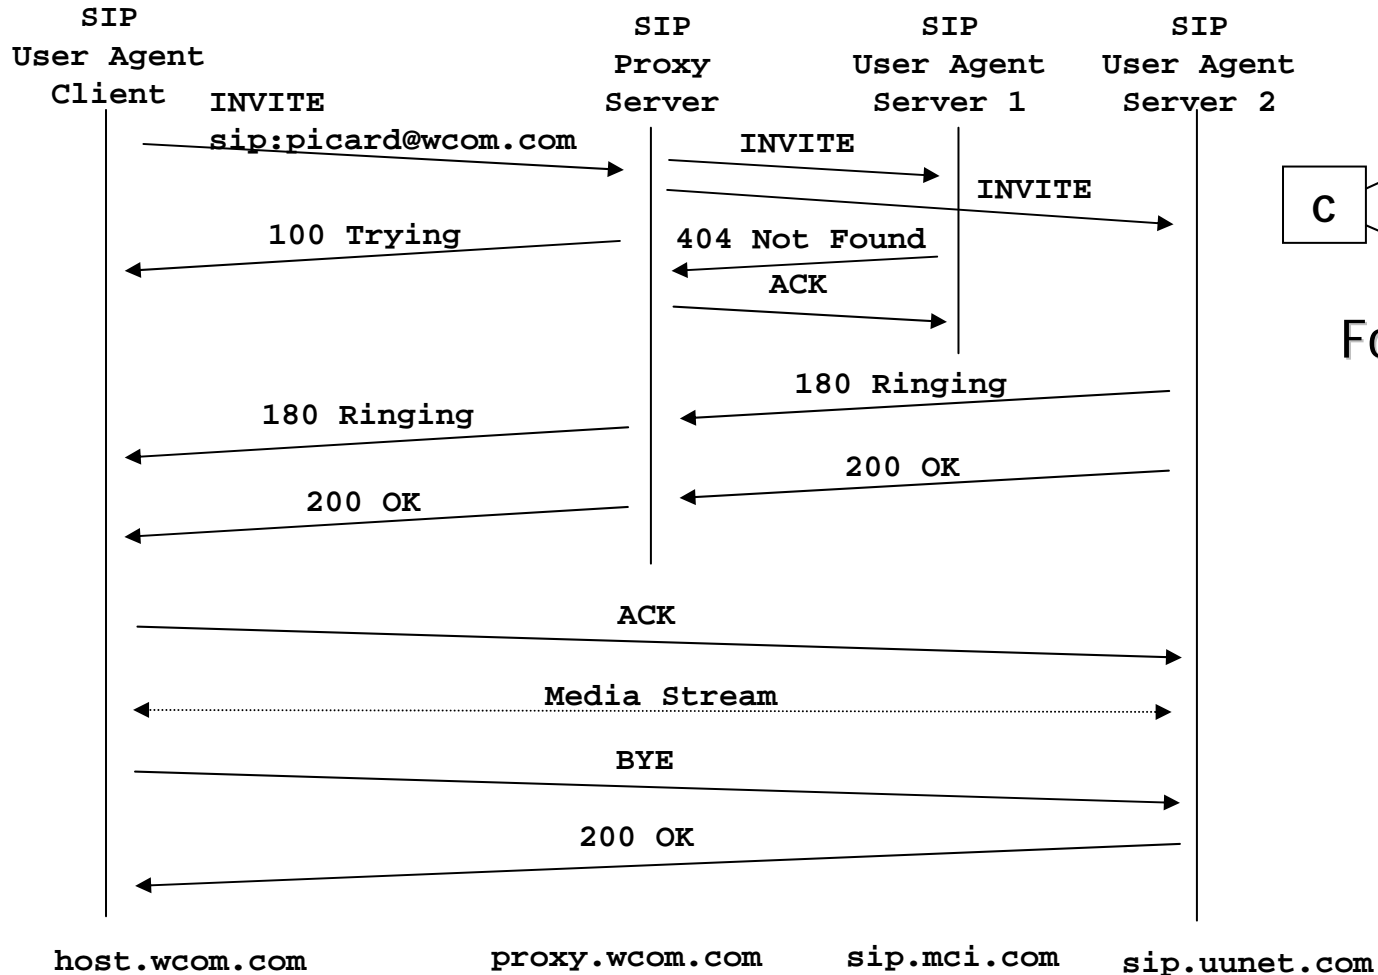 SIP
User Agent
Client
SIP
Proxy
Server
SIP
User Agent
Server 1
SIP
User Agent
Server 2
INVITE
sip:picard@wcom.com
INVITE
INVITE
C
100 Trying
404 Not Found
ACK
Fo
180 Ringing
180 Ringing
200 OK
200 OK
ACK
Media Stream
BYE
200 OK
host.wcom.com
proxy.wcom.com
sip.mci.com
sip.uunet.com